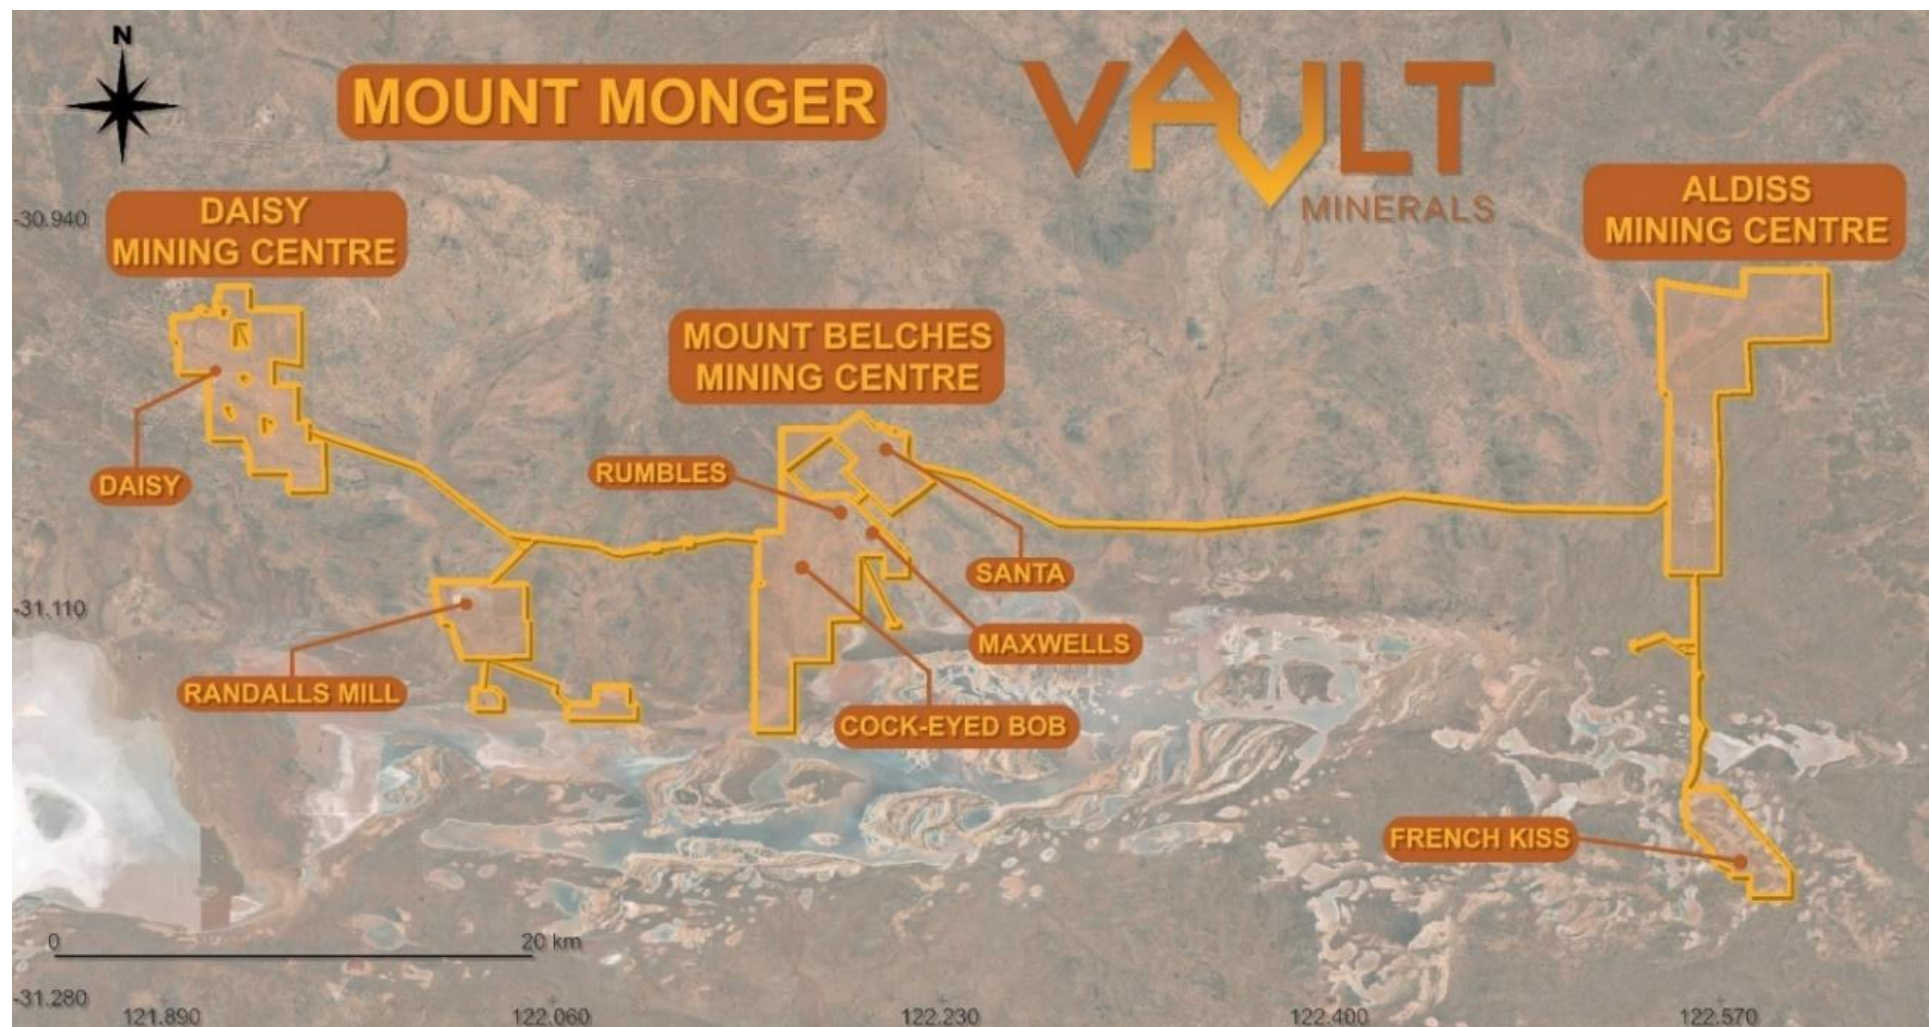 N
MOUNT MONGER
VAULT
MINERALS
DAISY
MINING CENTRE
ALDISS
MINING CENTRE
-30.940
MOUNT BELCHES
MINING CENTRE
RUMBLES
DAISY
SANTA
-31.110
MAXWELLS
RANDALLS MILL
COCK-EYED BOB
FRENCH KISS
0
20 km
-31.280
121.890
122.060
122.230
122.400
122.570